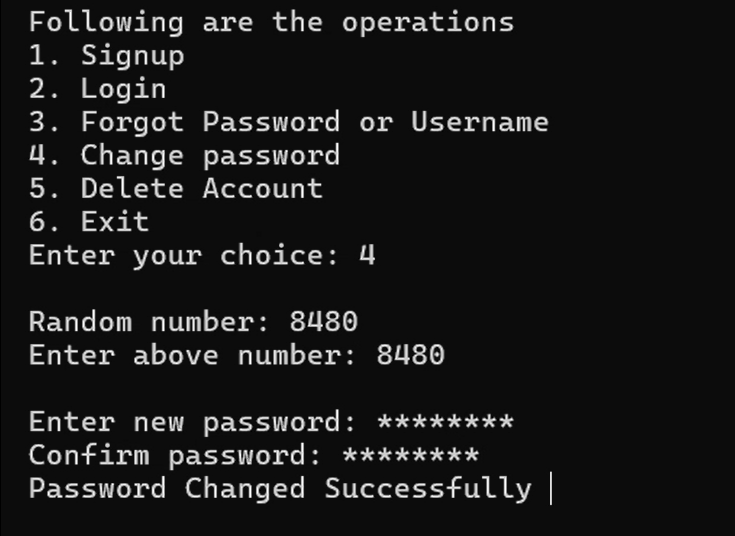 Following are the operations
1. Signup
2. Login
3. Forgot Password or Username
4. Change password
5. Delete Account
6. Exit
Enter your choice: 4
Random number: 8480
Enter above number: 8480
Enter new password: ********
Confirm password: ********
Password Changed Successfully